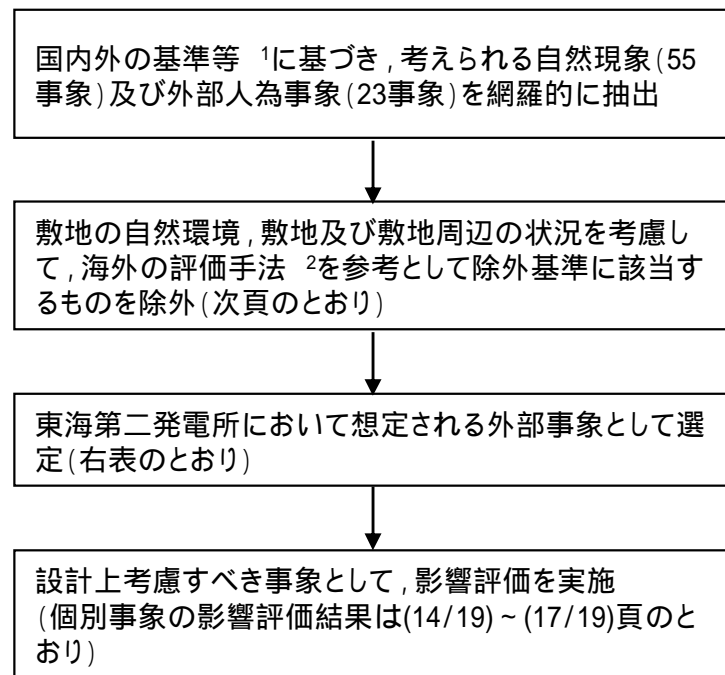 国内外の基準等 1に基づき,考えられる自然現象(55
事象)及び外部人為事象(23事象)を網羅的に抽出
敷地の自然環境,敷地及び敷地周辺の状況を考慮し
て,海外の評価手法 2を参考として除外基準に該当す
るものを除外(次頁のとおり)
東海第二発電所において想定される外部事象として選
定(右表のとおり)
設計上考慮すべき事象として,影響評価を実施
(個別事象の影響評価結果は(14/19)~(17/19)頁のと
おり)